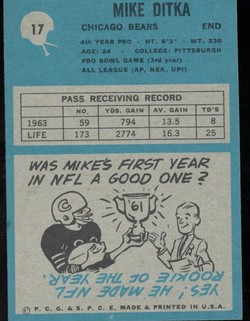 17
MIKE DITKA
CHICAGO BEARS END
4th YEAR PRO - HT. 6'3" - WT. 230
AGE: 24 - COLLEGE: PITTSBURGH
PRO BOWL GAME (3rd year)
ALL LEAGUE (AP, NEA, UPI)
PASS RECEIVING RECORD
NO. YDS. GAIN AV. GAIN TD'S
1963 59 794 13.5 8
LIFE 173 2774 16.3 25
WAS MIKE'S FIRST YEAR
IN NFL A GOOD ONE?
'61
YES! HE MADE NFL
ROOKIE OF THE YEAR.
© P. C. G. & S. P. C. E. MADE & PRINTED IN U.S.A.